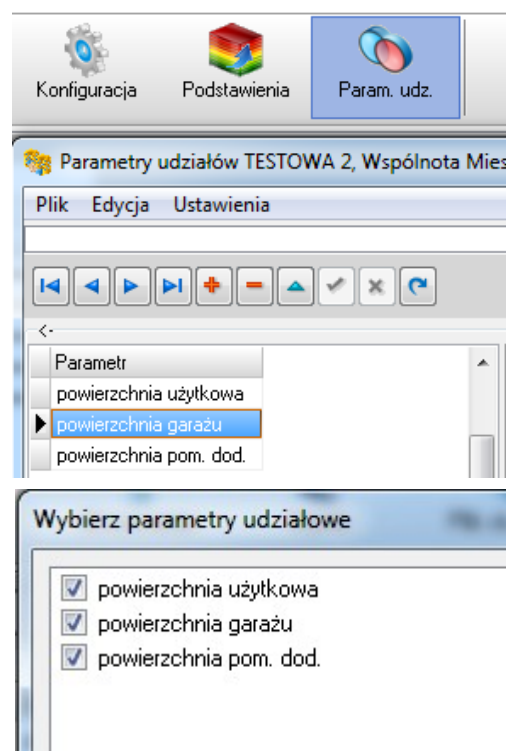 Konfiguracja Podstawienia Param. udz.
Parametry udziałów TESTOWA 2, Wspólnota Mies
Plik Edycja Ustawienia
<-
Parametr
powierzchnia użytkowa
powierzchnia garażu
powierzchnia pom. dod.
Wybierz parametry udziałowe
powierzchnia użytkowa
powierzchnia garażu
powierzchnia pom. dod.